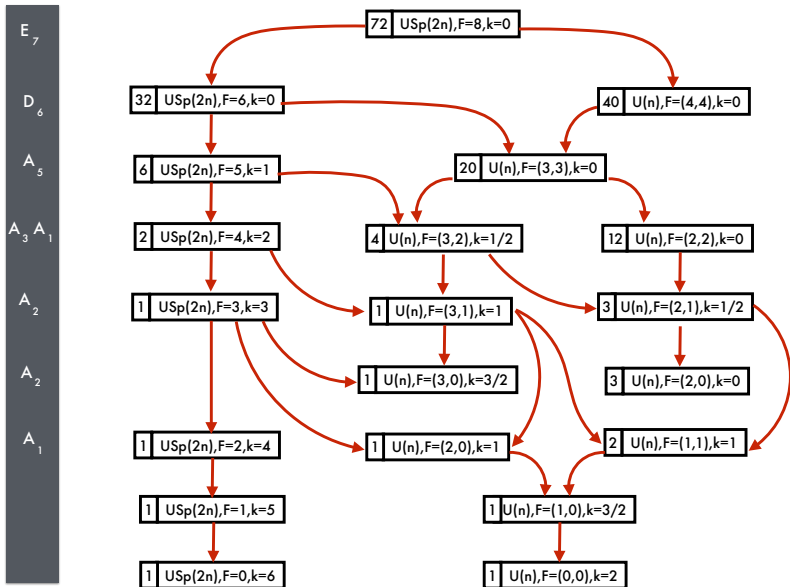 E7
72 USp(2n),F=8,k=0
D6
32 USp(2n),F=6,k=0
40 U(n),F=(4,4),k=0
A5
6 USp(2n),F=5,k=1
20 U(n),F=(3,3),k=0
A3 A1
2 USp(2n),F=4,k=2
4 U(n),F=(3,2),k=1/2
12 U(n),F=(2,2),k=0
A2
1 USp(2n),F=3,k=3
1 U(n),F=(3,1),k=1
3 U(n),F=(2,1),k=1/2
A2
1 U(n),F=(3,0),k=3/2
3 U(n),F=(2,0),k=0
A1
1 USp(2n),F=2,k=4
1 U(n),F=(2,0),k=1
2 U(n),F=(1,1),k=1
1 USp(2n),F=1,k=5
1 U(n),F=(1,0),k=3/2
1 USp(2n),F=0,k=6
1 U(n),F=(0,0),k=2